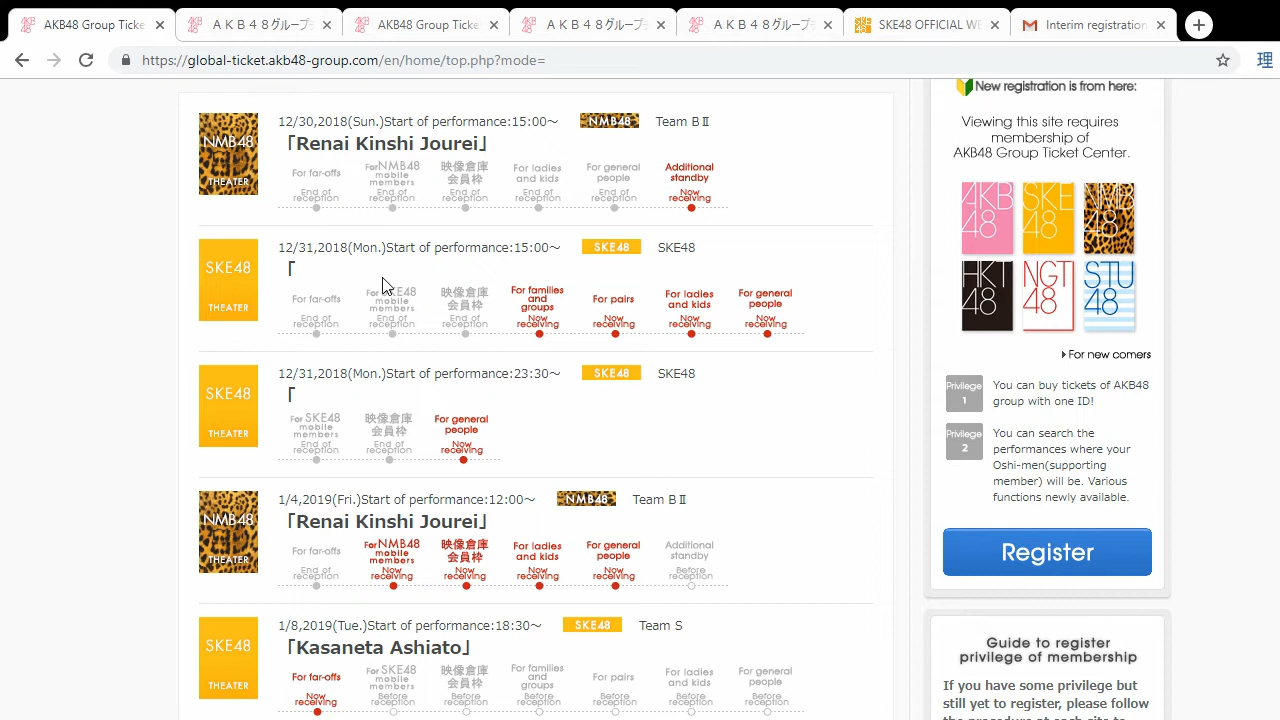 AKB48 Group Ticke
ＡＫＢ４８グループ
AKB48 Group Ticke
ＡＫＢ４８グループ
ＡＫＢ４８グループ
SKE48 OFFICIAL WE
Interim registration
https://global-ticket.akb48-group.com/en/home/top.php?mode=
理
NMB48
THEATER
12/30,2018(Sun.)Start of performance:15:00～ NMB48 Team BⅡ
「Renai Kinshi Jourei」
For far-offs
End of reception
For NMB48 mobile members
End of reception
映像倉庫会員枠
End of reception
For ladies and kids
End of reception
For general people
End of reception
Additional standby
Now receiving
SKE48
THEATER
12/31,2018(Mon.)Start of performance:15:00～ SKE48 SKE48
「
For far-offs
End of reception
For SKE48 mobile members
End of reception
映像倉庫会員枠
End of reception
For families and groups
Now receiving
For pairs
Now receiving
For ladies and kids
Now receiving
For general people
Now receiving
SKE48
THEATER
12/31,2018(Mon.)Start of performance:23:30～ SKE48 SKE48
「
For SKE48 mobile members
End of reception
映像倉庫会員枠
End of reception
For general people
Now receiving
NMB48
THEATER
1/4,2019(Fri.)Start of performance:12:00～ NMB48 Team BⅡ
「Renai Kinshi Jourei」
For far-offs
End of reception
For NMB48 mobile members
Now receiving
映像倉庫会員枠
Now receiving
For ladies and kids
Now receiving
For general people
Now receiving
Additional standby
Before reception
SKE48
THEATER
1/8,2019(Tue.)Start of performance:18:30～ SKE48 Team S
「Kasaneta Ashiato」
For far-offs
Now receiving
For SKE48 mobile members
Before reception
映像倉庫会員枠
Before reception
For families and groups
Before reception
For pairs
Before reception
For ladies and kids
Before reception
For general people
Before reception
New registration is from here:
Viewing this site requires
membership of
AKB48 Group Ticket Center.
AKB48 SKE48 NMB48
HKT48 NGT48 STU48
For new comers
Privilege 1
You can buy tickets of AKB48
group with one ID!
Privilege 2
You can search the
performances where your
Oshi-men(supporting
member) will be. Various
functions newly available.
Register
Guide to register
privilege of membership
If you have some privilege but
still yet to register, please follow
the procedure at each site to